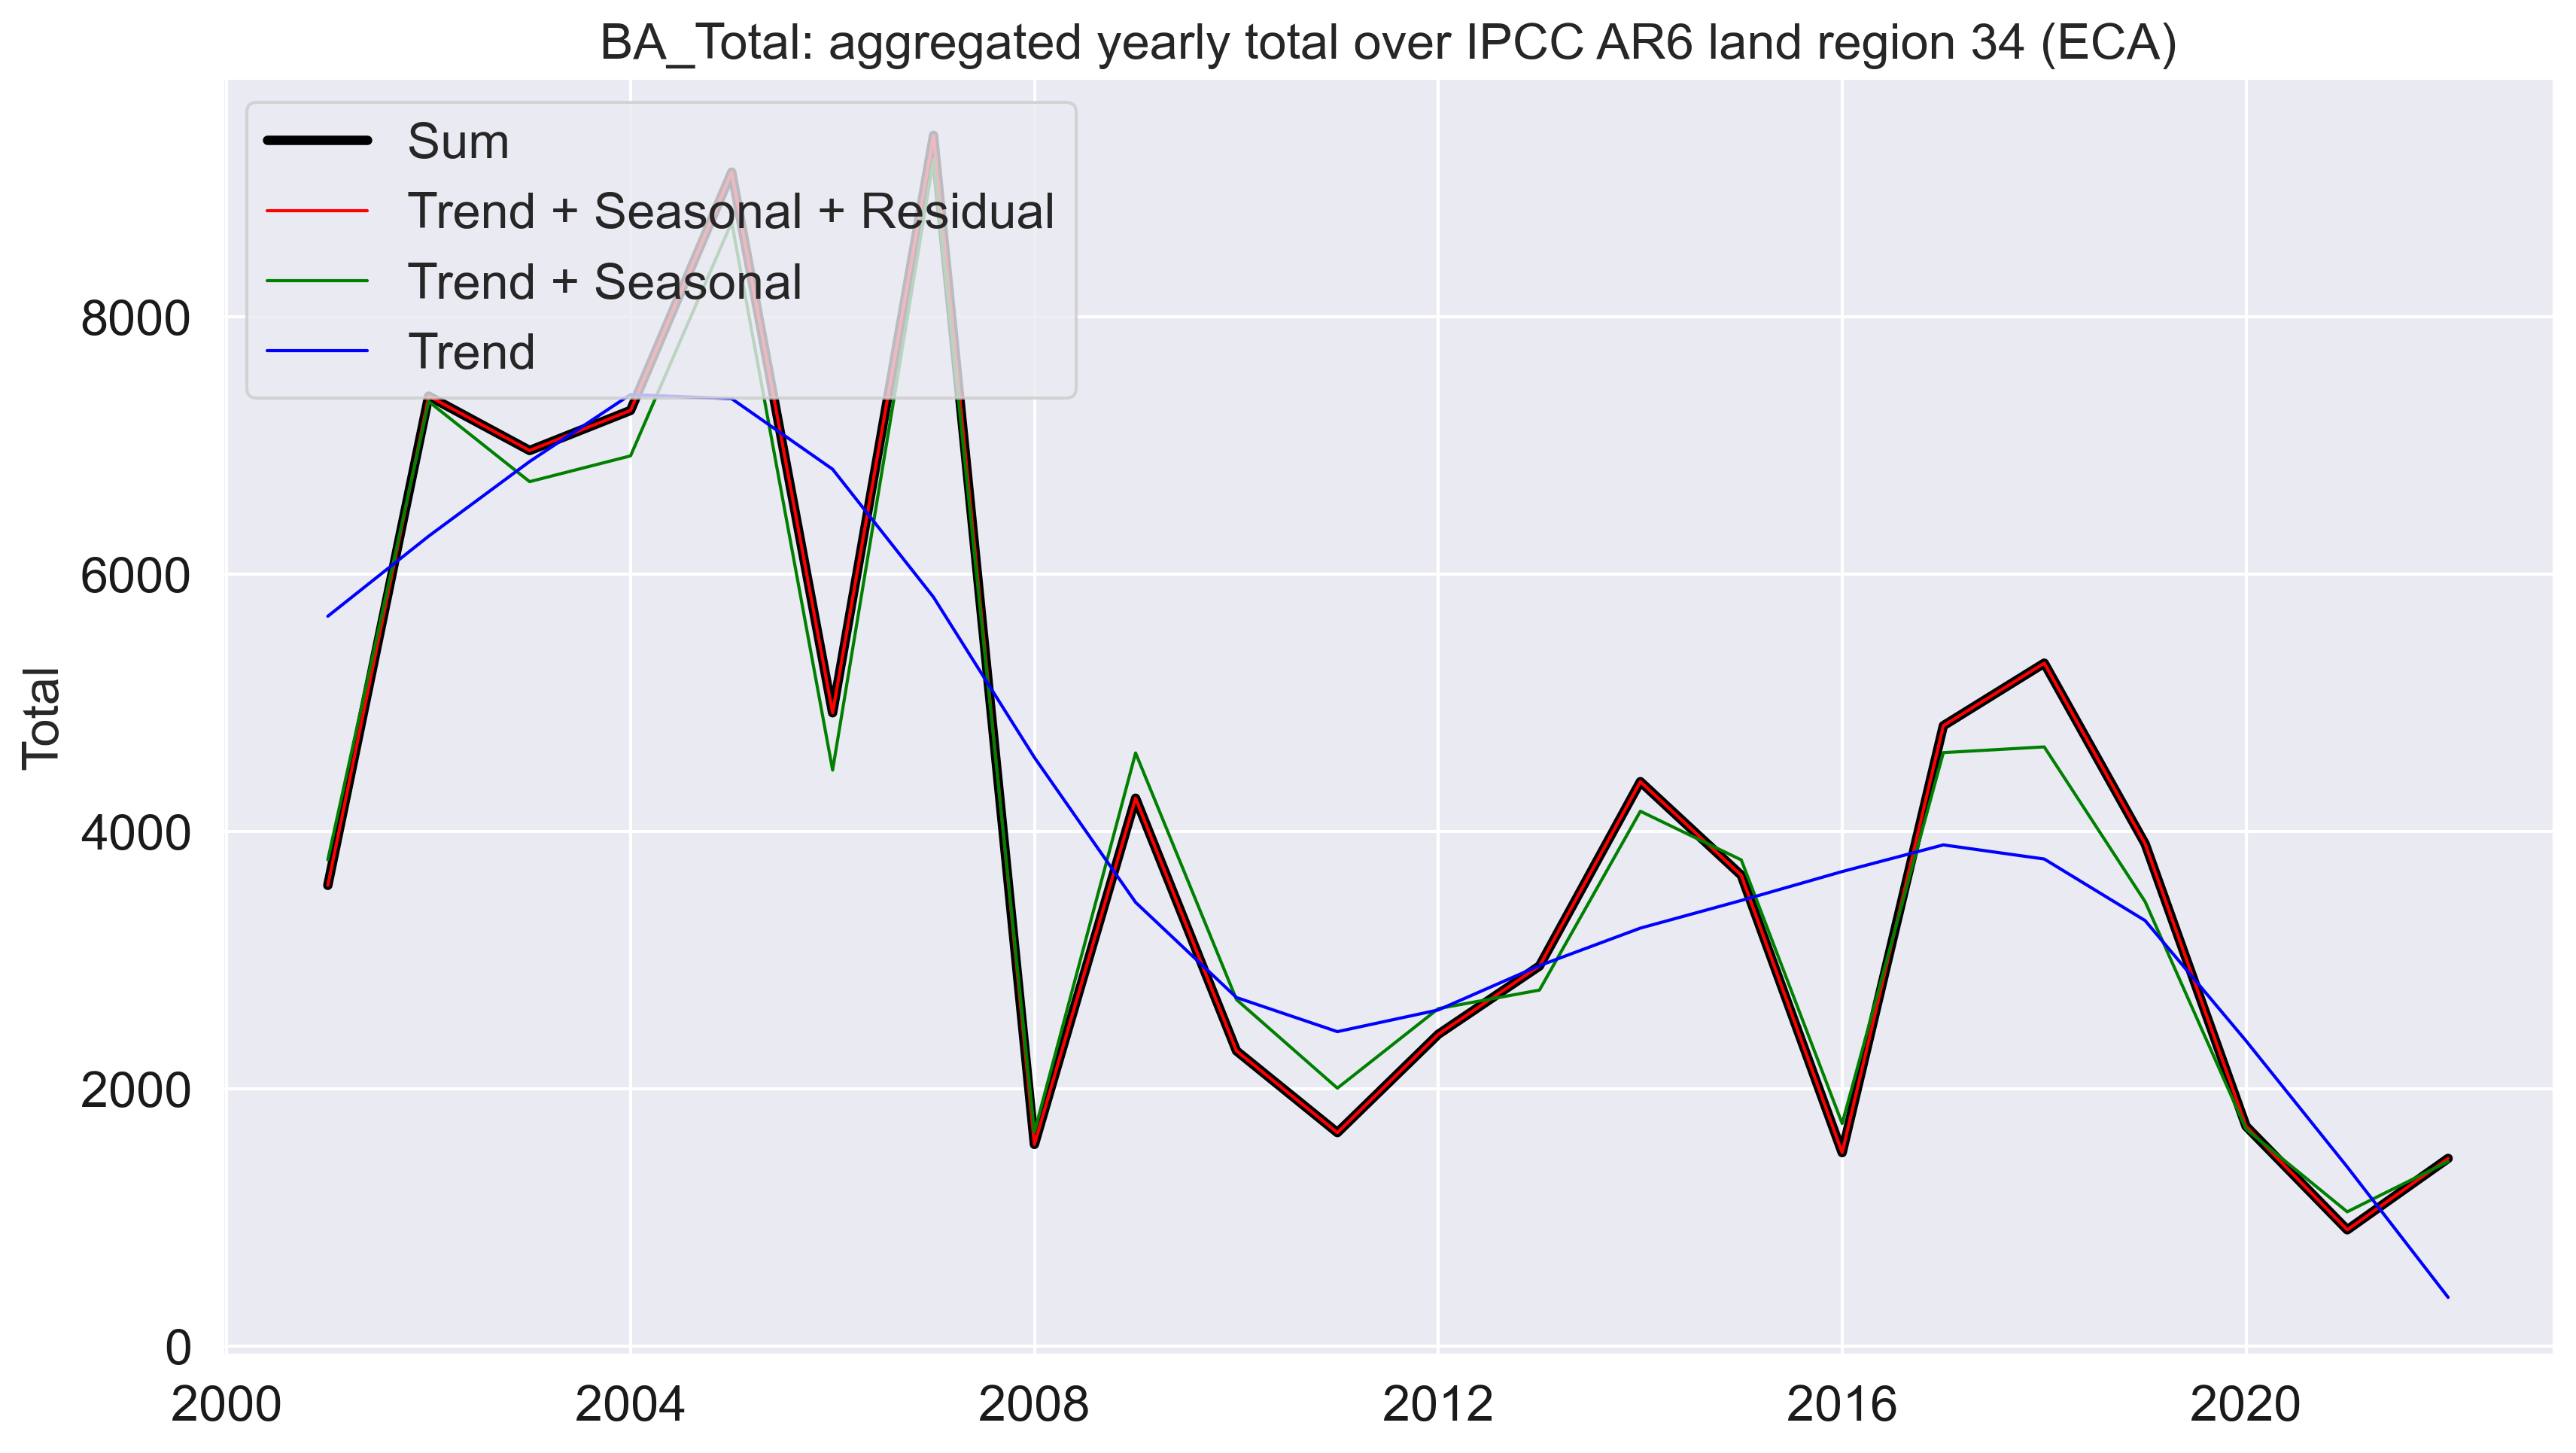 BA_Total: aggregated yearly total over IPCC AR6 land region 34 (ECA)
Sum
Trend + Seasonal + Residual
Trend + Seasonal
Trend
8000
6000
4000
2000
0
Total
2000
2004
2008
2012
2016
2020